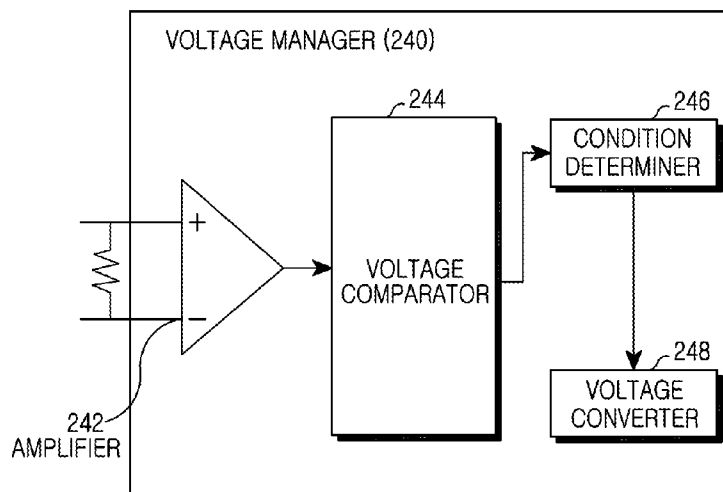 VOLTAGE MANAGER (240)
244
246
CONDITION
DETERMINER
+
VOLTAGE
COMPARATOR
−
248
VOLTAGE
CONVERTER
242
AMPLIFIER